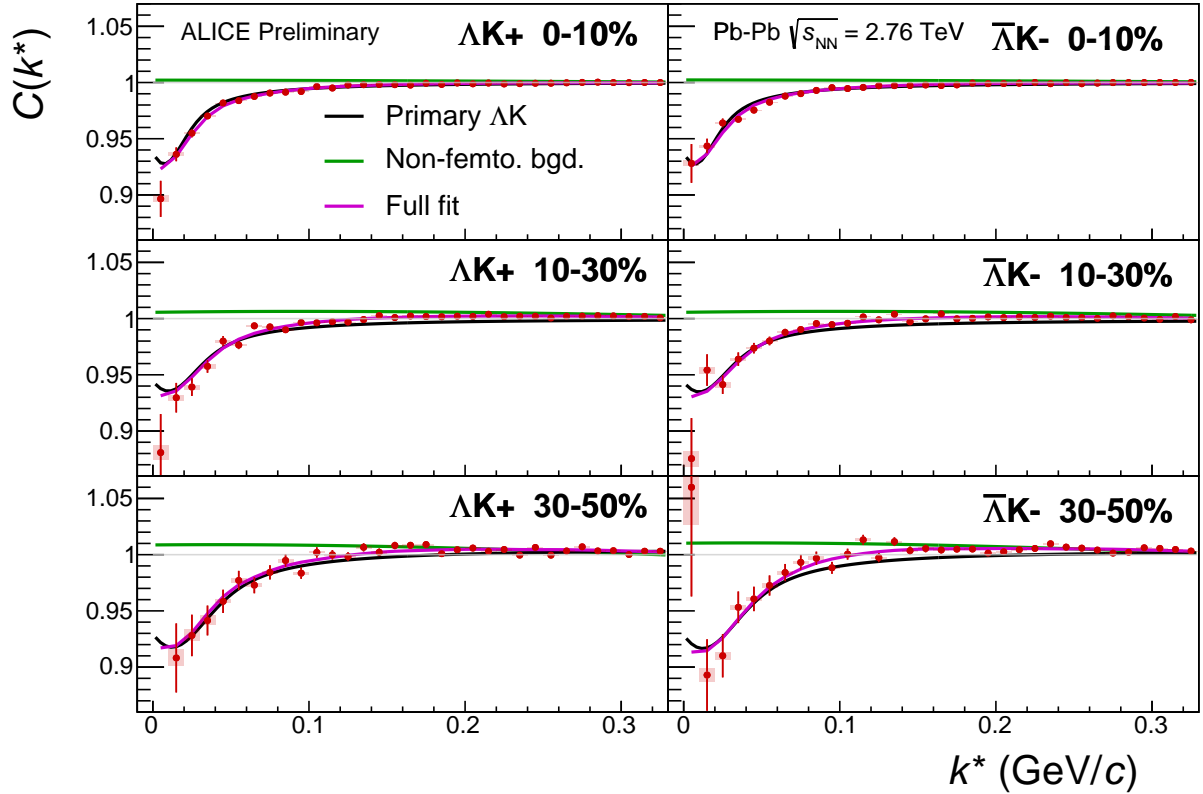 C(k*)
ALICE Preliminary
ΛK+ 0-10%
Pb-Pb √sNN = 2.76 TeV
Λ̅K- 0-10%
Primary ΛK
Non-femto. bgd.
Full fit
1.05
1
0.95
0.9
ΛK+ 10-30%
Λ̅K- 10-30%
1.05
1
0.95
0.9
ΛK+ 30-50%
Λ̅K- 30-50%
1.05
1
0.95
0.9
0 0.1 0.2 0.3
0 0.1 0.2 0.3
k* (GeV/c)